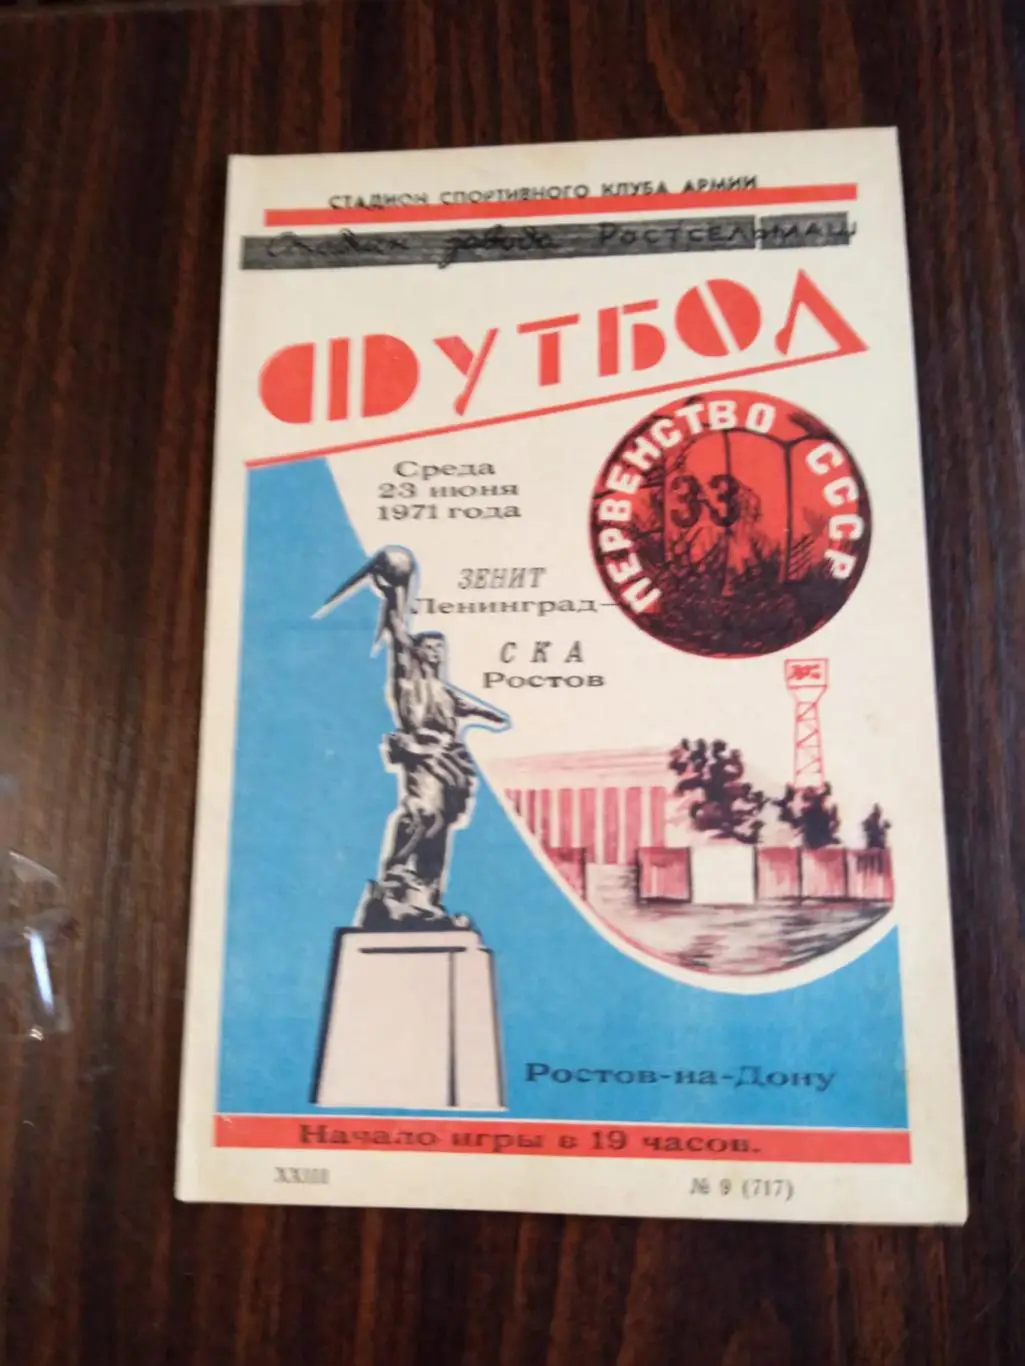 СТАДИОН СПОРТИВНОГО КЛУБА АРМИИ
Стадион завода РОСТСЕЛЬМАШ
ФУТБОЛ
ПЕРВЕНСТВО СССР
33
Среда
23 июня
1971 года
ЗЕНИТ
Ленинград—
СКА
Ростов
Ростов-на-Дону
Начало игры в 19 часов.
№ 9 (717)